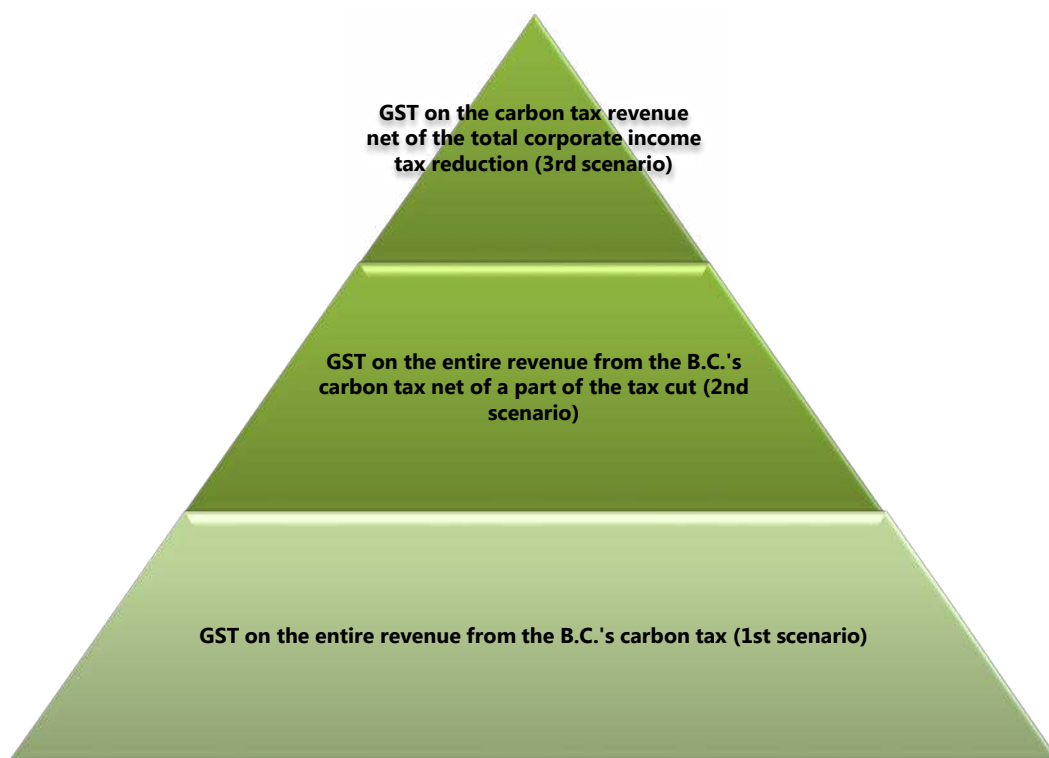 GST on the carbon tax revenue
net of the total corporate income
tax reduction (3rd scenario)
GST on the entire revenue from the B.C.'s
carbon tax net of a part of the tax cut (2nd
scenario)
GST on the entire revenue from the B.C.'s carbon tax (1st scenario)